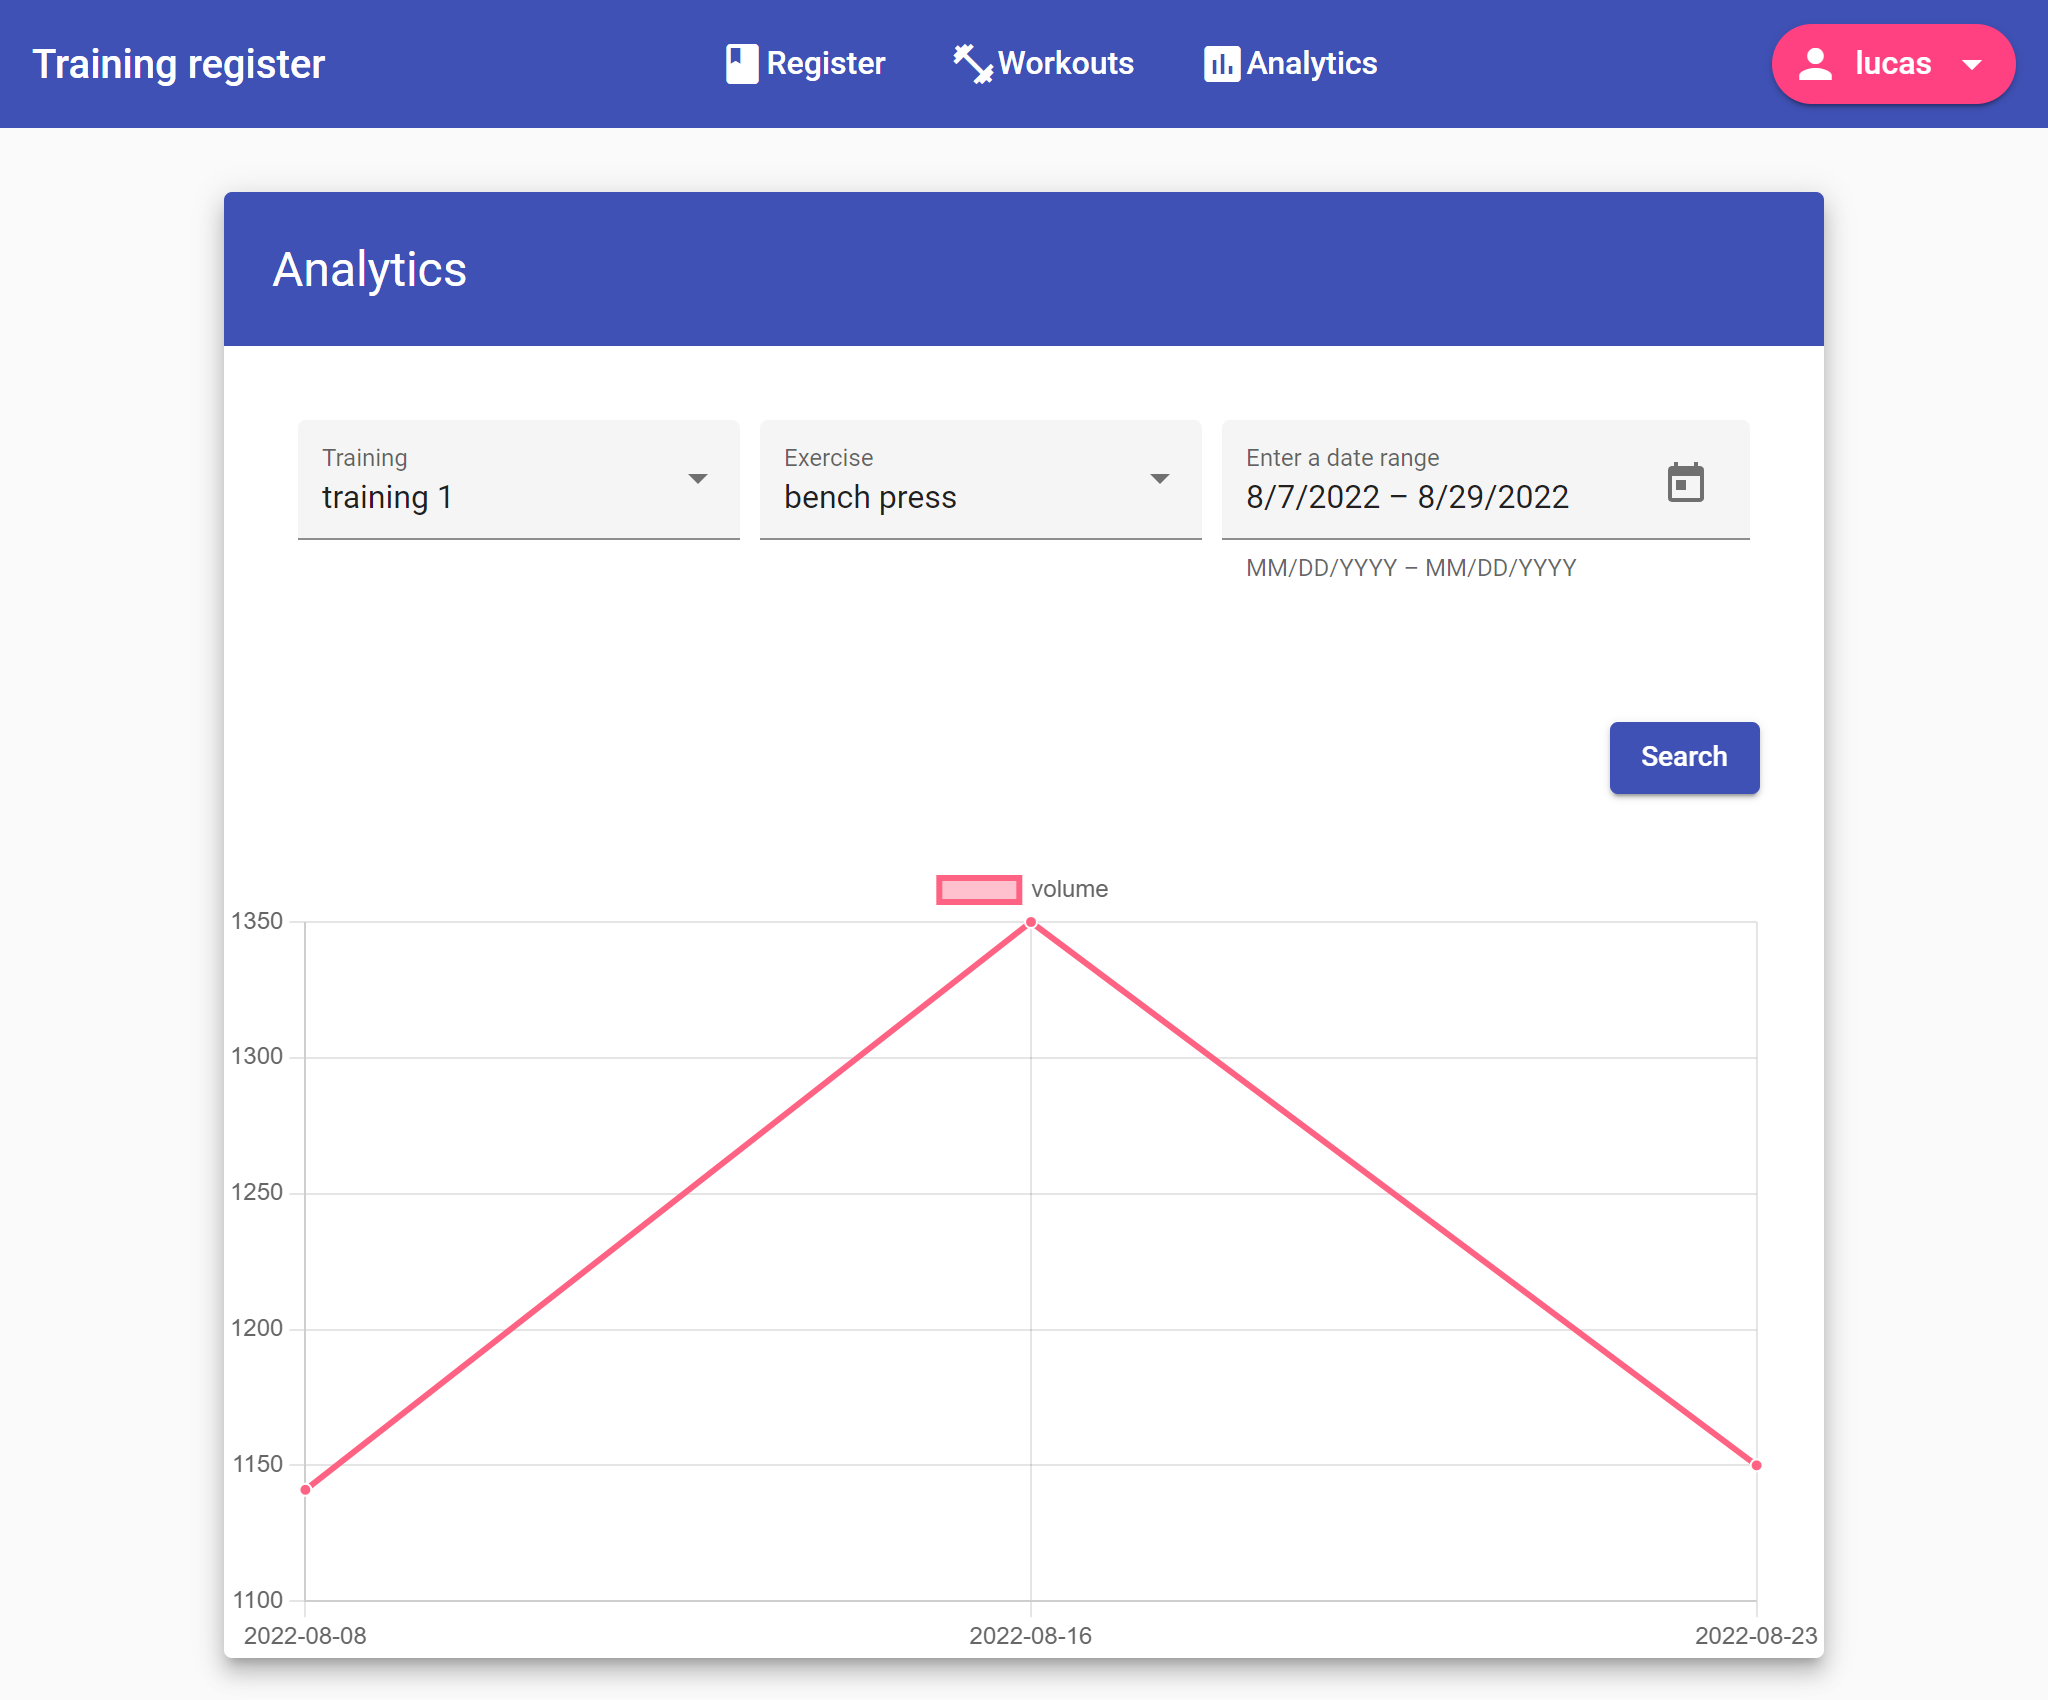 Training register
Register
Workouts
Analytics
lucas
Analytics
Training
training 1
Exercise
bench press
Enter a date range
8/7/2022 – 8/29/2022
MM/DD/YYYY – MM/DD/YYYY
Search
volume
1350
1300
1250
1200
1150
1100
2022-08-08
2022-08-16
2022-08-23